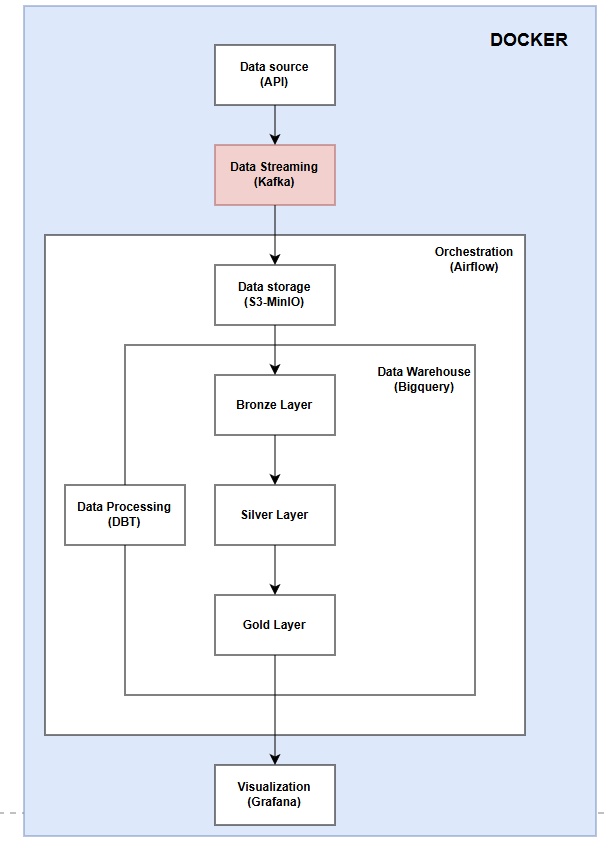 DOCKER
Data source
(API)
Data Streaming
(Kafka)
Orchestration
(Airflow)
Data storage
(S3-MinIO)
Data Warehouse
(Bigquery)
Bronze Layer
Data Processing
(DBT)
Silver Layer
Gold Layer
Visualization
(Grafana)